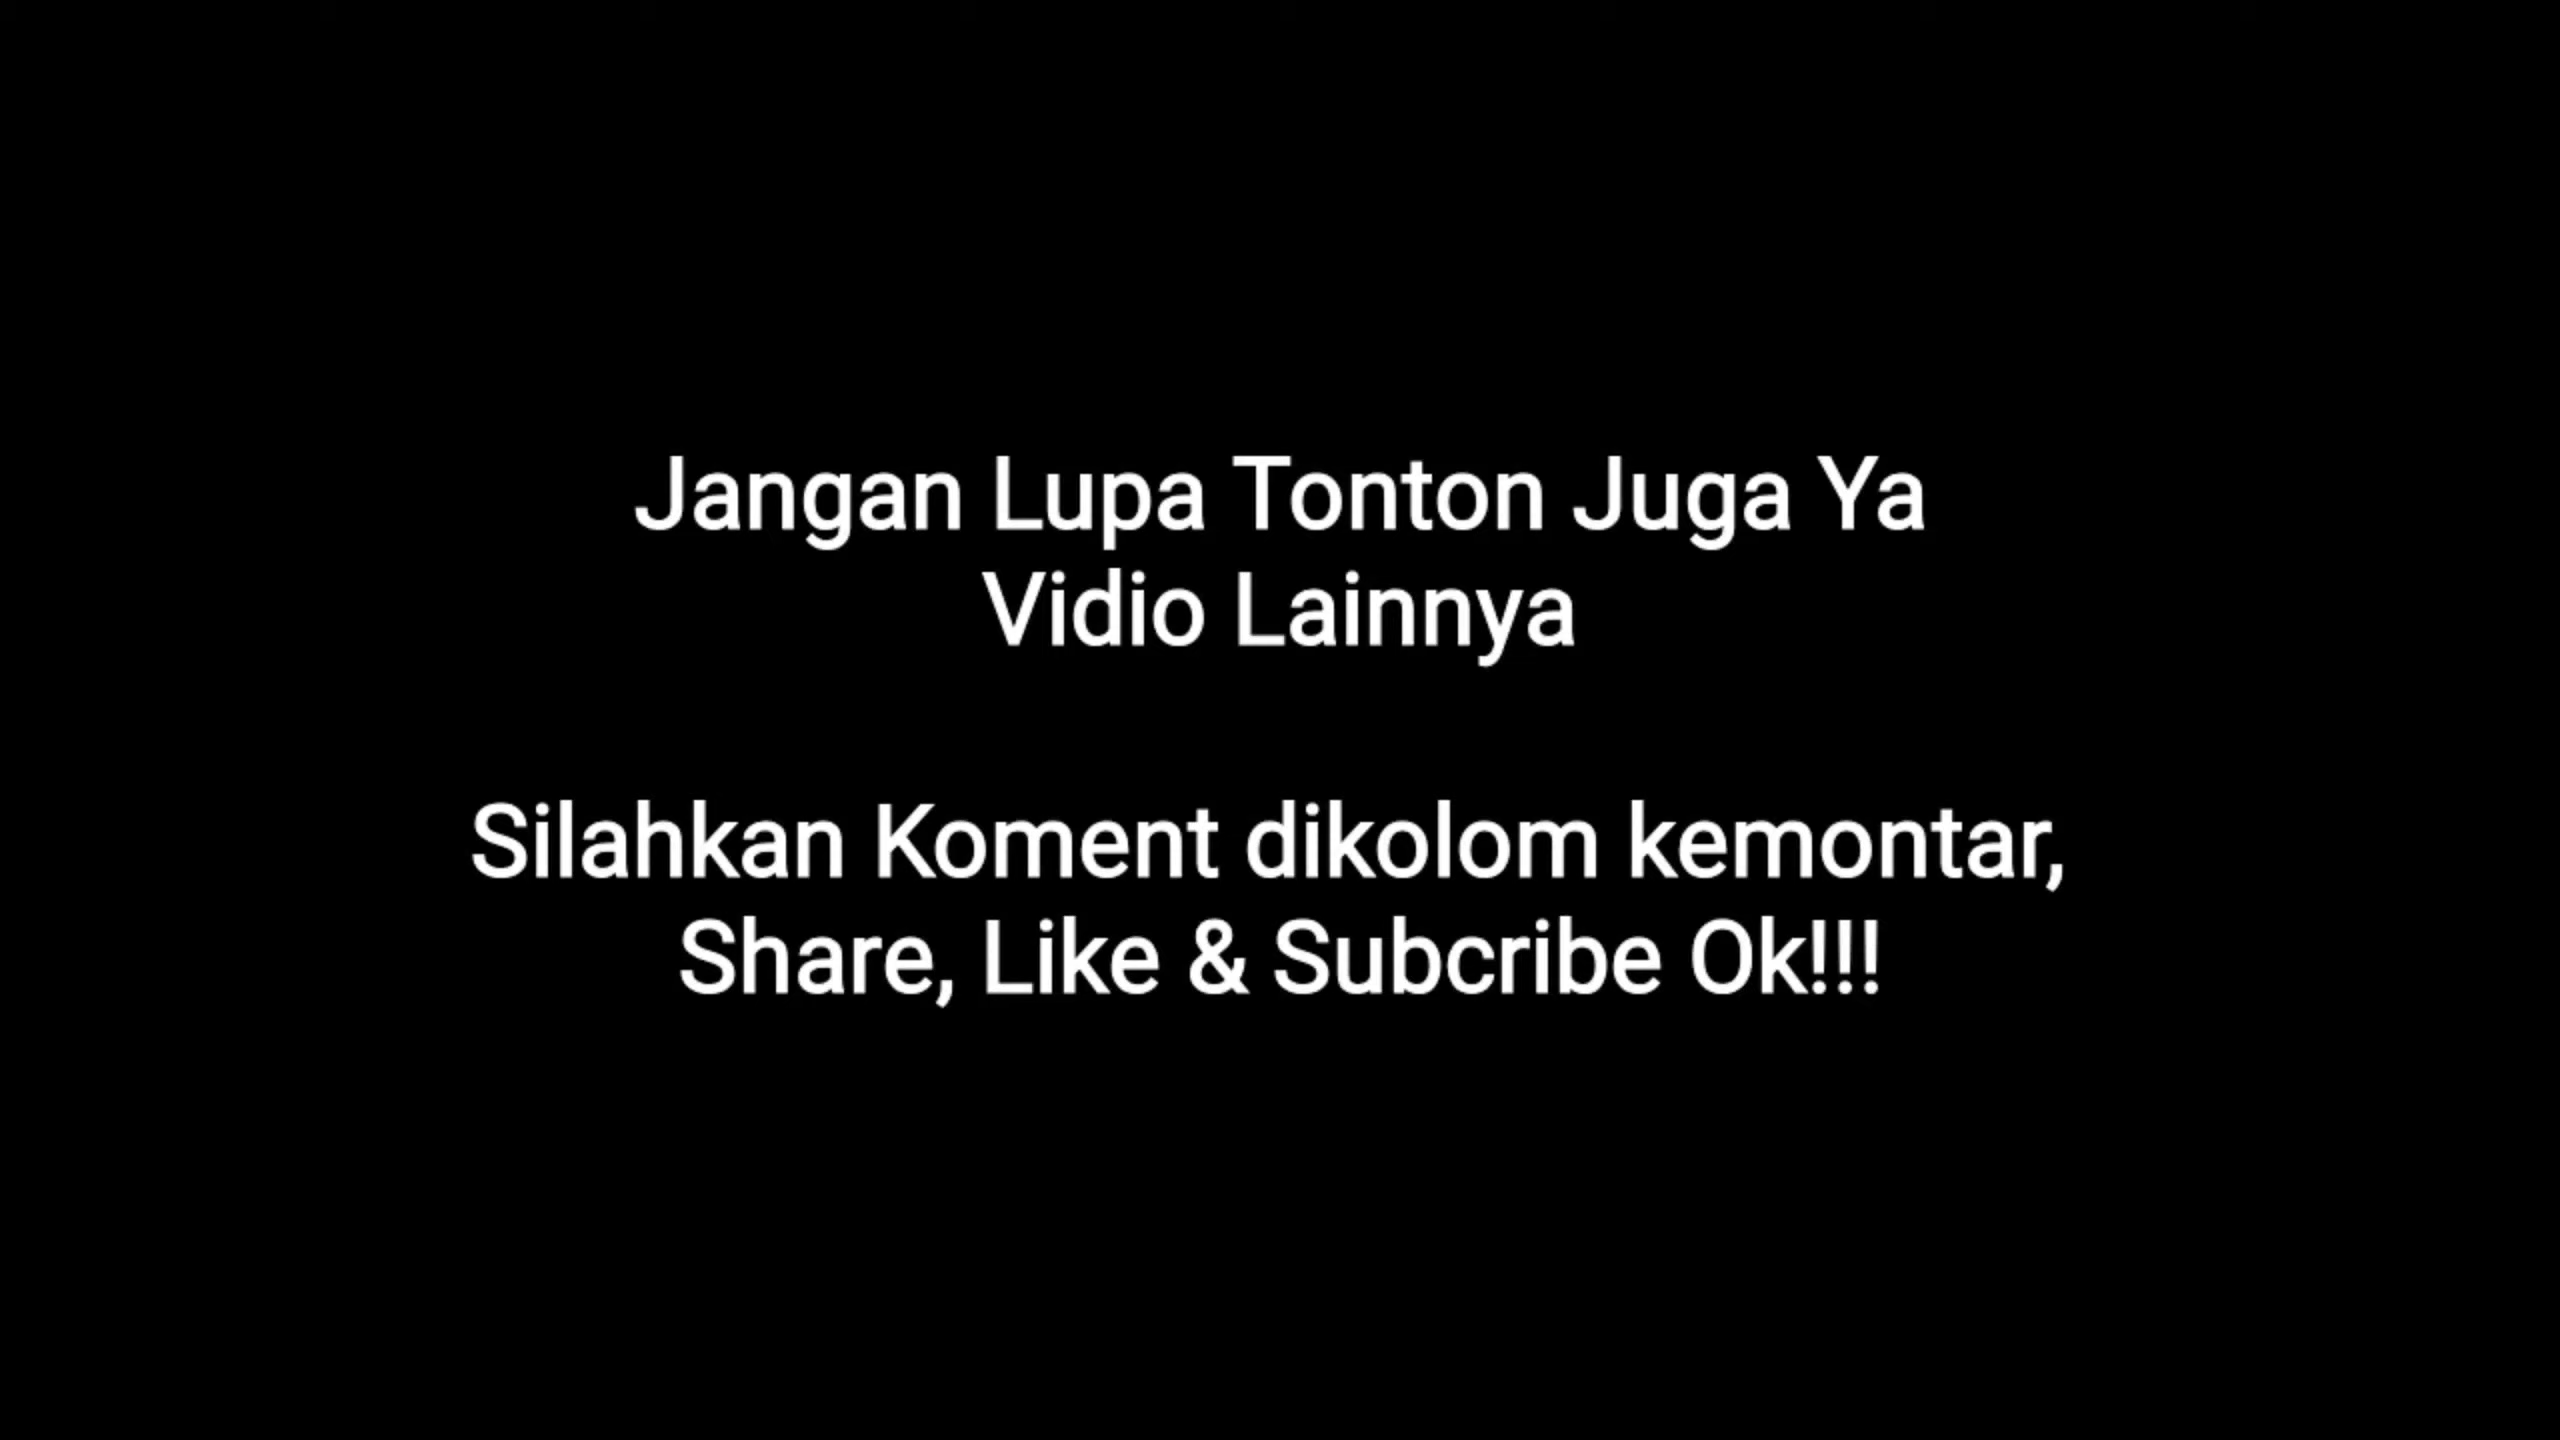 Jangan Lupa Tonton Juga Ya
Vidio Lainnya
Silahkan Koment dikolom kemontar,
Share, Like & Subcribe Ok!!!